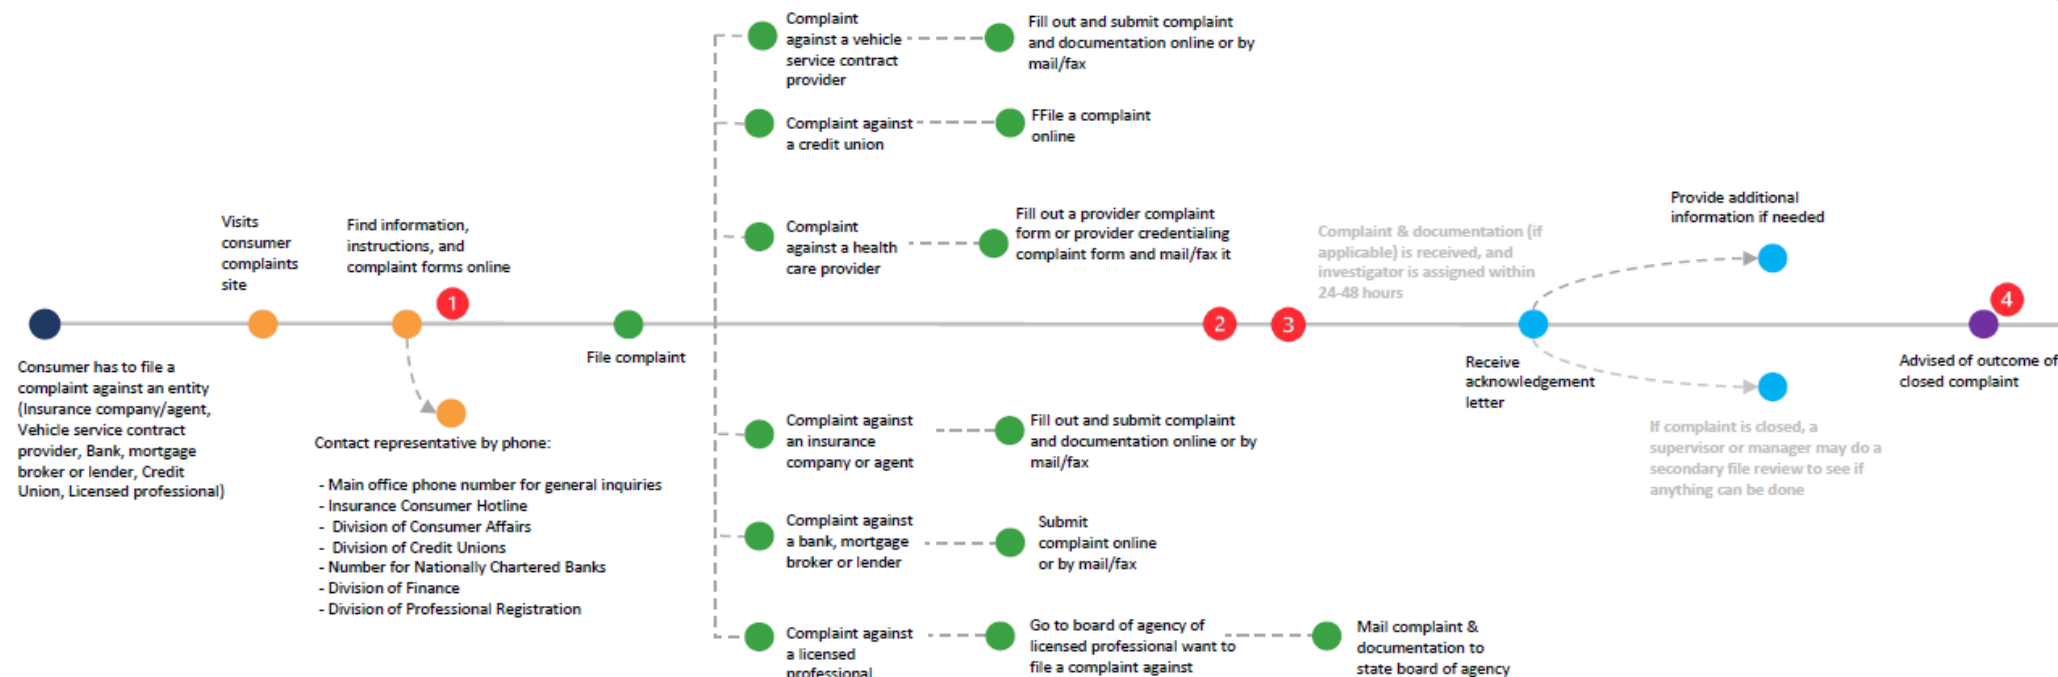 Consumer has to file a
complaint against an entity
(Insurance company/agent,
Vehicle service contract
provider, Bank, mortgage
broker or lender, Credit
Union, Licensed professional)
Visits
consumer
complaints
site
Find information,
instructions, and
complaint forms online
1
Contact representative by phone:
- Main office phone number for general inquiries
- Insurance Consumer Hotline
- Division of Consumer Affairs
- Division of Credit Unions
- Number for Nationally Chartered Banks
- Division of Finance
- Division of Professional Registration
File complaint
Complaint
against a vehicle
service contract
provider
Fill out and submit complaint
and documentation online or by
mail/fax
Complaint against
a credit union
FFile a complaint
online
Complaint
against a health
care provider
Fill out a provider complaint
form or provider credentialing
complaint form and mail/fax it
Complaint against
an insurance
company or agent
Fill out and submit complaint
and documentation online or by
mail/fax
Complaint against
a bank, mortgage
broker or lender
Submit
complaint online
or by mail/fax
Complaint against
a licensed
professional
Go to board of agency of
licensed professional want to
file a complaint against
Mail complaint &
documentation to
state board of agency
2
3
Complaint & documentation (if
applicable) is received, and
investigator is assigned within
24-48 hours
Receive
acknowledgement
letter
Provide additional
information if needed
If complaint is closed, a
supervisor or manager may do a
secondary file review to see if
anything can be done
4
Advised of outcome of
closed complaint